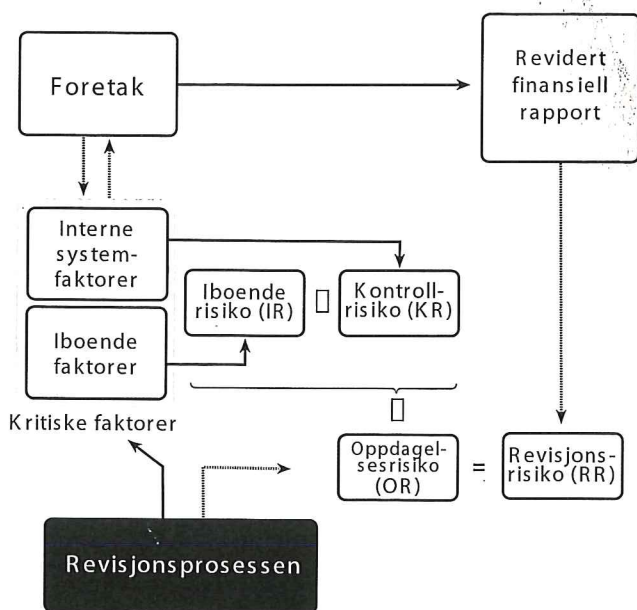 Foretak
Revidert
finansiell
rapport
Interne
system-
faktorer
Iboende
risiko (IR)
Kontroll-
risiko (KR)
Iboende
faktorer
Kritiske faktorer
Oppdagel-
sesrisiko
(OR)
=
Revisjons-
risiko (RR)
Revisjonsprosessen